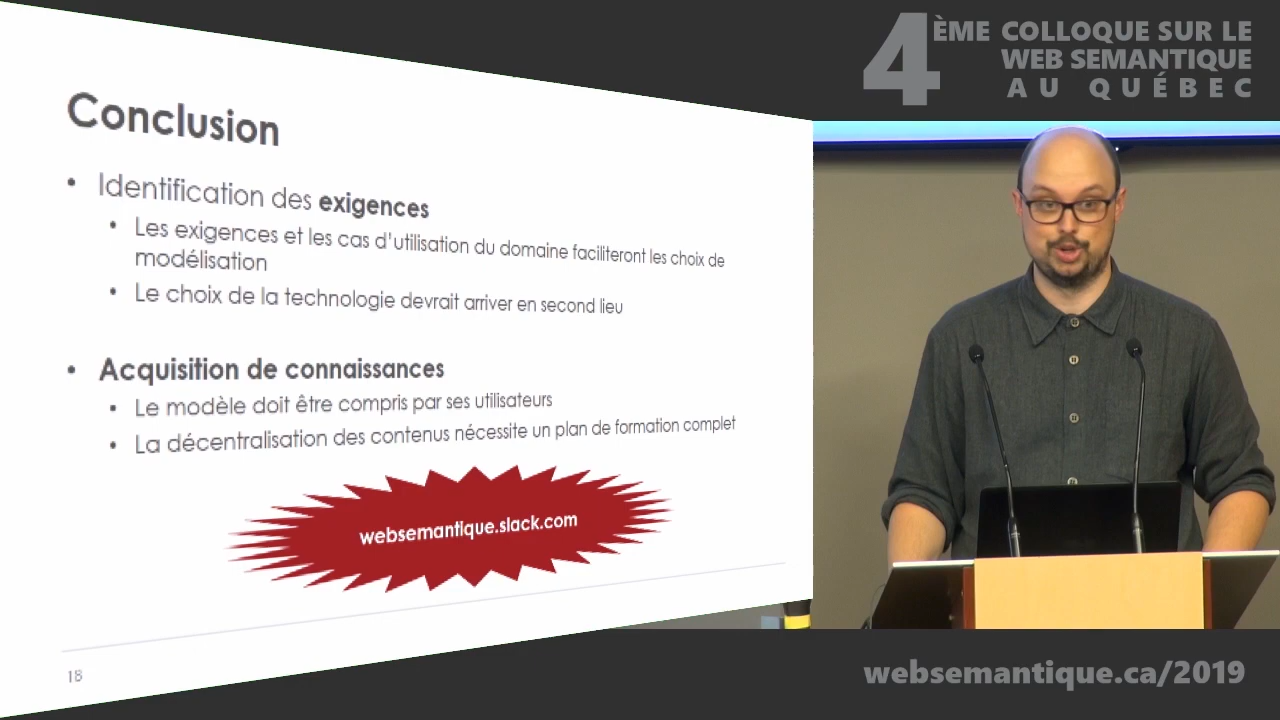 4ÈME COLLOQUE SUR LE
WEB SEMANTIQUE
AU QUÉBEC
Conclusion
• Identification des exigences
• Les exigences et les cas d'utilisation du domaine faciliteront les choix de
modélisation
• Le choix de la technologie devrait arriver en second lieu
• Acquisition de connaissances
• Le modèle doit être compris par ses utilisateurs
• La décentralisation des contenus nécessite un plan de formation complet
websemantique.slack.com
18
websemantique.ca/2019